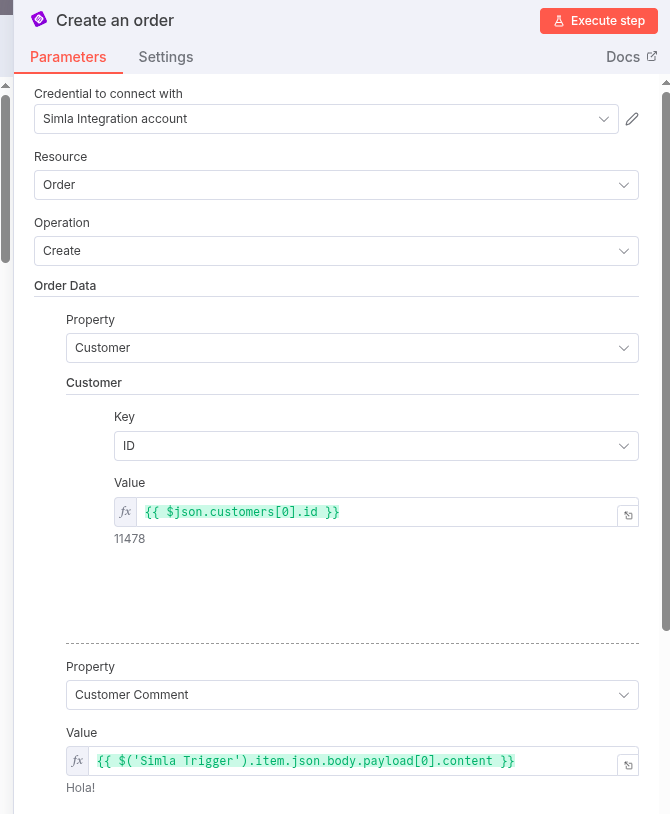 Create an order
Execute step
Parameters
Settings
Docs
Credential to connect with
Simla Integration account
Resource
Order
Operation
Create
Order Data
Property
Customer
Customer
Key
ID
Value
fx {{ $json.customers[0].id }}
11478
Property
Customer Comment
Value
fx {{ $('Simla Trigger').item.json.body.payload[0].content }}
Hola!